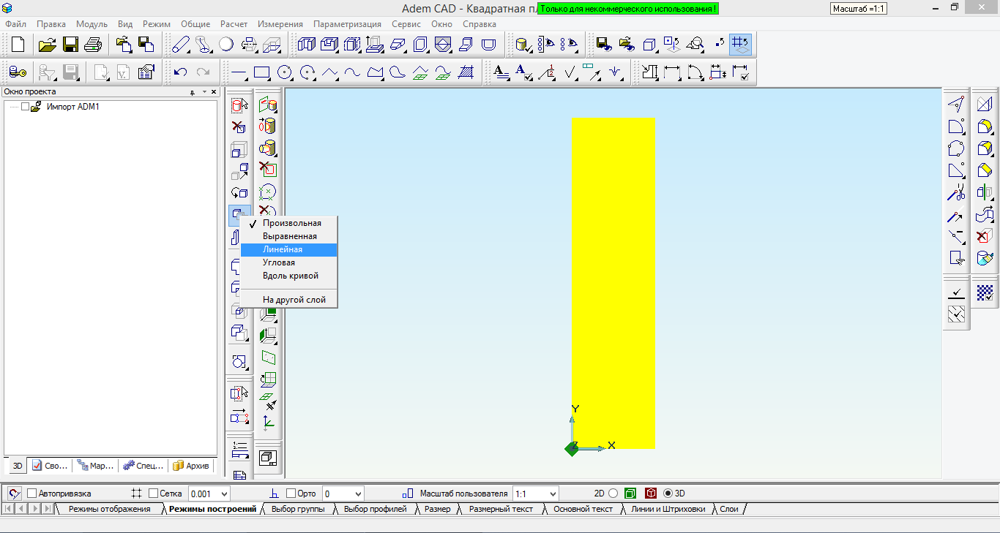 Adem CAD - Квадратная пл
Только для некоммерческого использования !
Масштаб =1:1
Файл Правка Модуль Вид Режим Общие Расчет Измерения Параметризация Сервис Окно Справка
Окно проекта
Импорт ADM1
Произвольная
Выравненная
Линейная
Угловая
Вдоль кривой
На другой слой
Y
Z
X
3D Сво... Мар... Спец... Архив
Автопривязка Сетка 0.001 Орто 0 Масштаб пользователя 1:1 2D 3D
Режимы отображения Режимы построений Выбор группы Выбор профилей Размер Размерный текст Основной текст Линии и Штриховки Слои